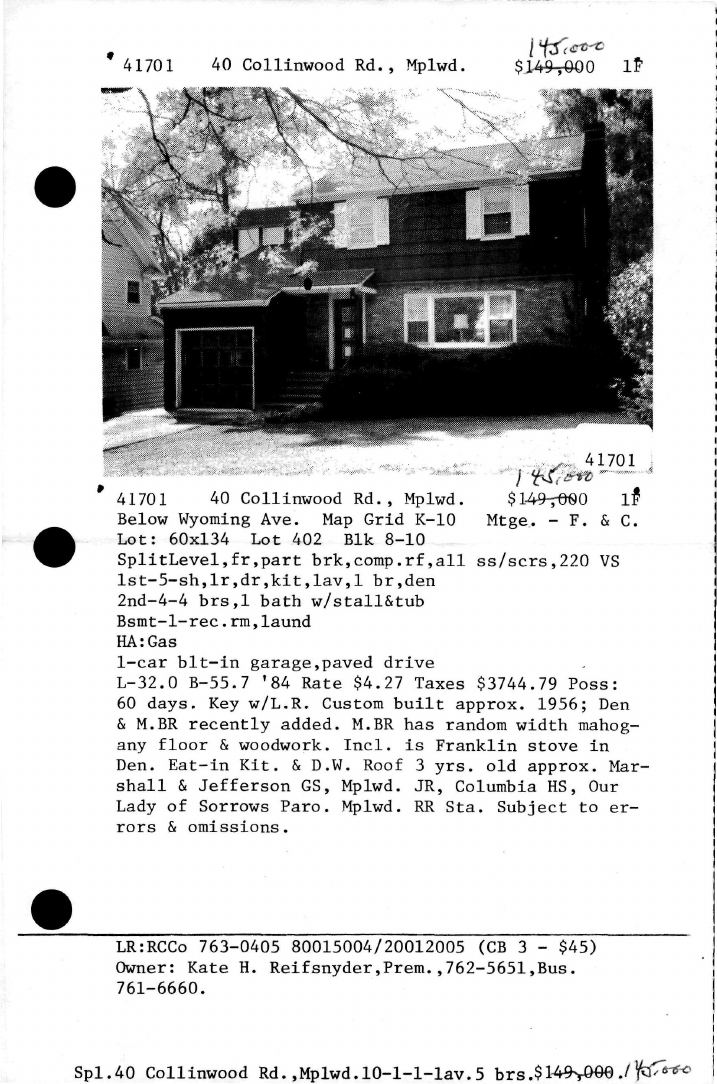 145,000
41701 40 Collinwood Rd., Mplwd. $149,000 1F
41701
145,000
41701 40 Collinwood Rd., Mplwd. $149,000 1F
Below Wyoming Ave. Map Grid K-10 Mtge. - F. & C.
Lot: 60x134 Lot 402 Blk 8-10
SplitLevel,fr,part brk,comp.rf,all ss/scrs,220 VS
1st-5-sh,lr,dr,kit,lav,1 br,den
2nd-4-4 brs,1 bath w/stall&tub
Bsmt-1-rec.rm,laund
HA:Gas
1-car blt-in garage,paved drive
L-32.0 B-55.7 '84 Rate $4.27 Taxes $3744.79 Poss:
60 days. Key w/L.R. Custom built approx. 1956; Den
& M.BR recently added. M.BR has random width mahog-
any floor & woodwork. Incl. is Franklin stove in
Den. Eat-in Kit. & D.W. Roof 3 yrs. old approx. Mar-
shall & Jefferson GS, Mplwd. JR, Columbia HS, Our
Lady of Sorrows Paro. Mplwd. RR Sta. Subject to er-
rors & omissions.
LR:RCCo 763-0405 80015004/20012005 (CB 3 - $45)
Owner: Kate H. Reifsnyder,Prem.,762-5651,Bus.
761-6660.
Spl.40 Collinwood Rd.,Mplwd.10-1-1-lav.5 brs.$149,000. 145,000